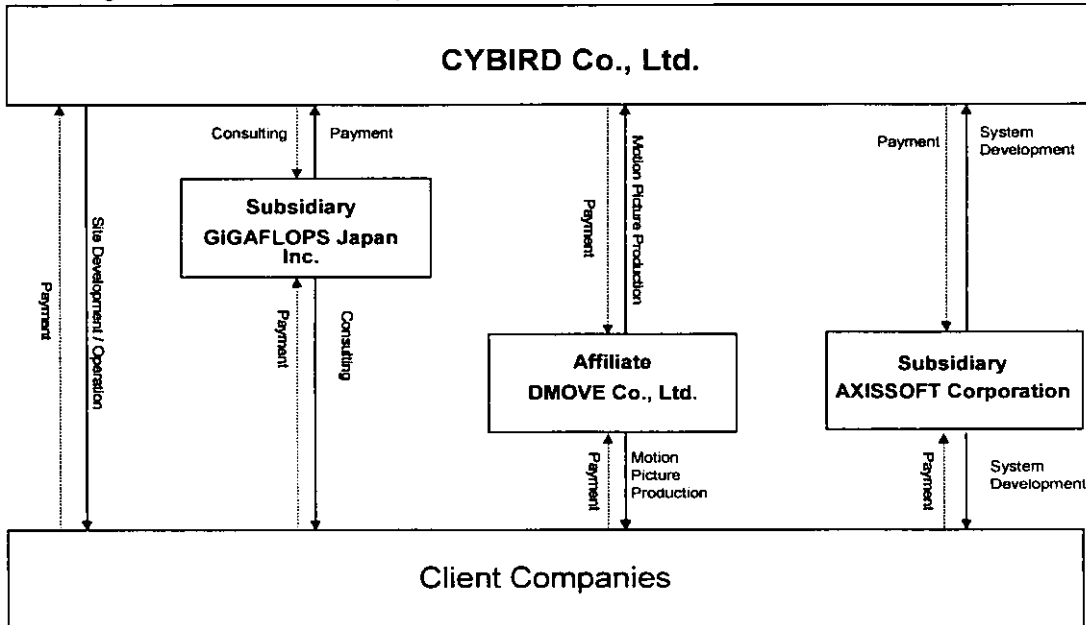 CYBIRD Co., Ltd.
Consulting
Payment
Payment
System
Development
Motion Picture Production
Payment
Subsidiary
GiGAFLOPS Japan
Inc.
Site Development / Operation
Payment
Payment
Consulting
Affiliate
DMOVE Co., Ltd.
Subsidiary
AXISSOFT Corporation
Payment
Motion
Picture
Production
Payment
System
Development
Client Companies